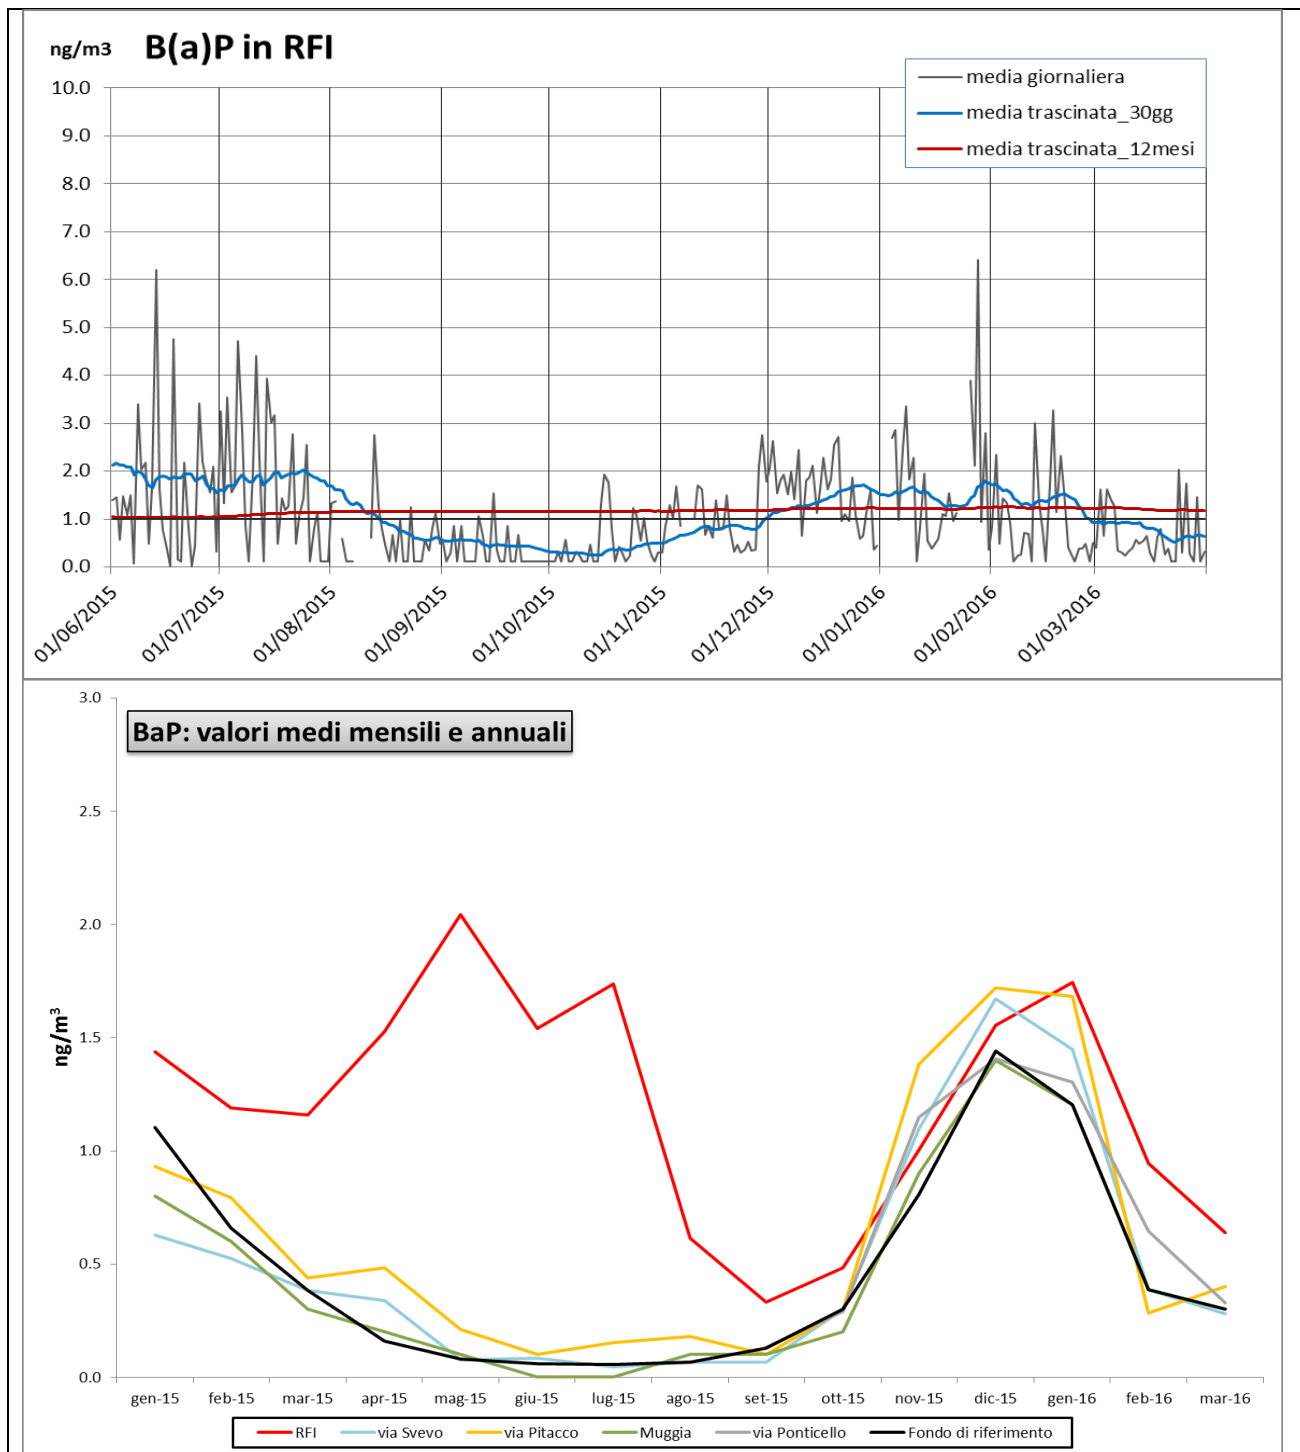 ng/m3 B(a)P in RFI
media giornaliera
media trascinata_30gg
media trascinata_12mesi
10.0
9.0
8.0
7.0
6.0
5.0
4.0
3.0
2.0
1.0
0.0
01/06/2015 01/07/2015 01/08/2015 01/09/2015 01/10/2015 01/11/2015 01/12/2015 01/01/2016 01/02/2016 01/03/2016
BaP: valori medi mensili e annuali
ng/m³
3.0
2.5
2.0
1.5
1.0
0.5
0.0
gen-15 feb-15 mar-15 apr-15 mag-15 giu-15 lug-15 ago-15 set-15 ott-15 nov-15 dic-15 gen-16 feb-16 mar-16
RFI via Svevo via Pitacco Muggia via Ponticello Fondo di riferimento